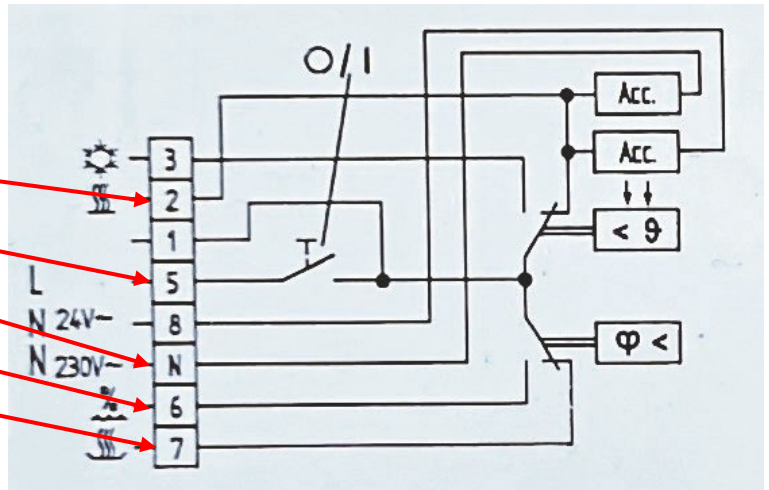 O/I
Acc.
Acc.
< ϑ
φ <
3
2
1
L 5
N 24V~ 8
N 230V~ N
% 6
7